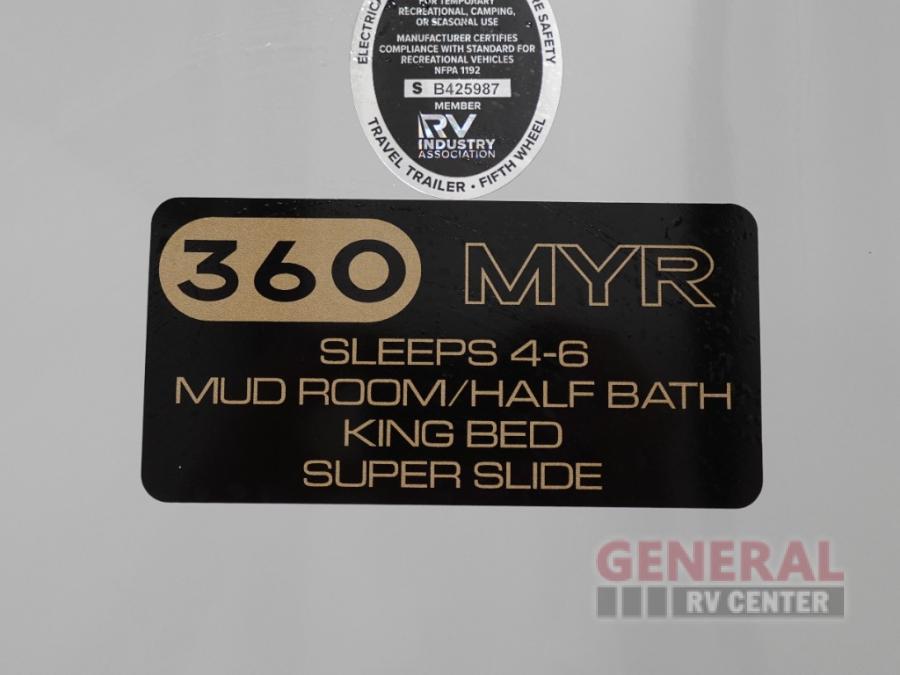 FOR TEMPORARY
RECREATIONAL, CAMPING,
OR SEASONAL USE
MANUFACTURER CERTIFIES
COMPLIANCE WITH STANDARD FOR
RECREATIONAL VEHICLES
NFPA 1192
S B425987
MEMBER
RV
INDUSTRY
ASSOCIATION
ELECTRICA
E SAFETY
TRAVEL TRAILER • FIFTH WHEEL
360 MYR
SLEEPS 4-6
MUD ROOM/HALF BATH
KING BED
SUPER SLIDE
GENERAL
RV CENTER